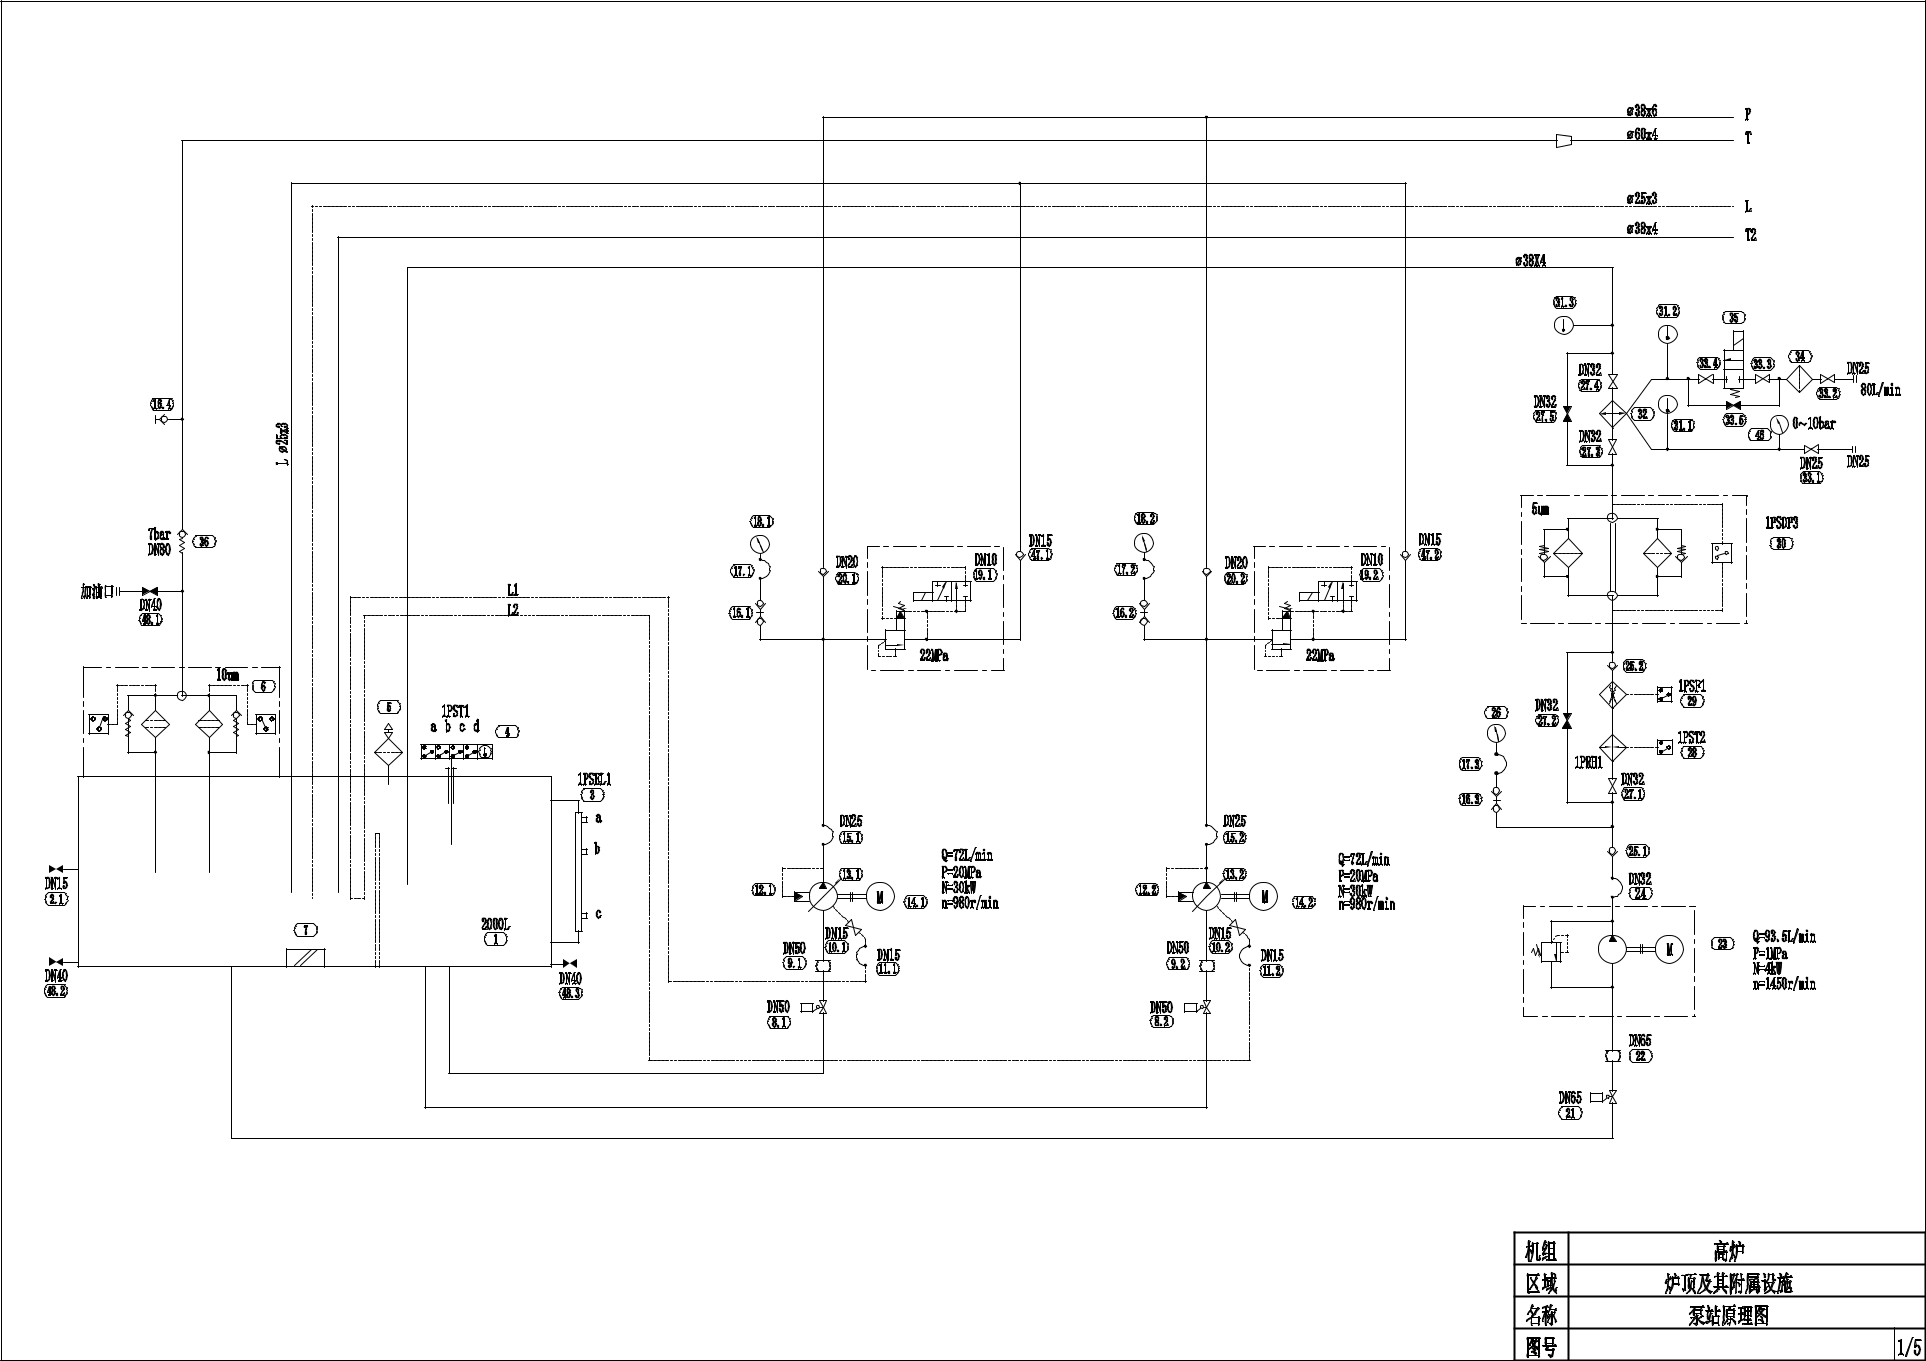 ø38x6 P
ø60x4 T
ø25x3 L
ø38x4 T2
ø38X4
31.3
31.2
35
33.4
33.3
34
DN25
80L/min
33.2
DN32
27.4
DN32
27.5
32
31.1
33.5
45
0~10bar
DN32
27.3
DN25
33.1
DN25
16.4
L ø25x3
7bar
DN80
36
加油口
DN40
48.1
10um
6
L1
L2
18.1
17.1
16.1
DN20
20.1
DN10
19.1
22MPa
DN15
47.1
18.2
17.2
16.2
DN20
20.2
DN10
19.2
22MPa
DN15
47.2
5um
1PSDP3
30
25.2
1PSF1
29
DN32
27.2
1PST2
28
1PRH1
DN32
27.1
26
17.3
16.3
25.1
DN32
24
5
1PST1
a b c d
4
1PSEL1
3
a
b
c
2000L
1
7
DN15
2.1
DN40
48.2
DN40
48.3
DN25
15.1
12.1
13.1
M
14.1
Q=72L/min
P=20MPa
N=30kW
n=980r/min
DN15
10.1
DN50
9.1
DN15
11.1
DN50
8.1
DN25
15.2
12.2
13.2
M
14.2
Q=72L/min
P=20MPa
N=30kW
n=980r/min
DN15
10.2
DN50
9.2
DN15
11.2
DN50
8.2
M
23
Q=93.5L/min
P=1MPa
N=4kW
n=1450r/min
DN65
22
DN65
21
机组 高炉
区域 炉顶及其附属设施
名称 泵站原理图
图号 1/5